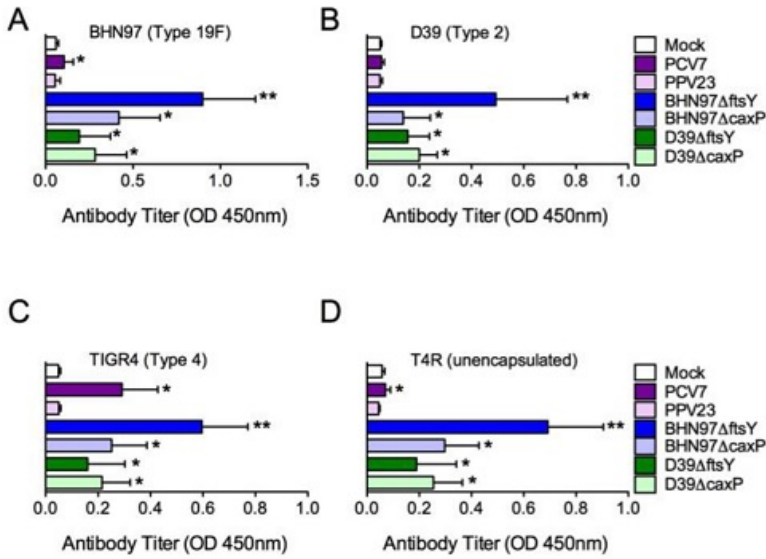 A
BHN97 (Type 19F)
*
**
*
*
*
0.0 0.5 1.0 1.5
Antibody Titer (OD 450nm)
B
D39 (Type 2)
**
*
*
*
0.0 0.2 0.4 0.6 0.8 1.0
Antibody Titer (OD 450nm)
Mock
PCV7
PPV23
BHN97ΔftsY
BHN97ΔcaxP
D39ΔftsY
D39ΔcaxP
C
TIGR4 (Type 4)
*
**
*
*
*
0.0 0.2 0.4 0.6 0.8 1.0
Antibody Titer (OD 450nm)
D
T4R (unencapsulated)
*
**
*
*
*
0.0 0.2 0.4 0.6 0.8 1.0
Antibody Titer (OD 450nm)
Mock
PCV7
PPV23
BHN97ΔftsY
BHN97ΔcaxP
D39ΔftsY
D39ΔcaxP